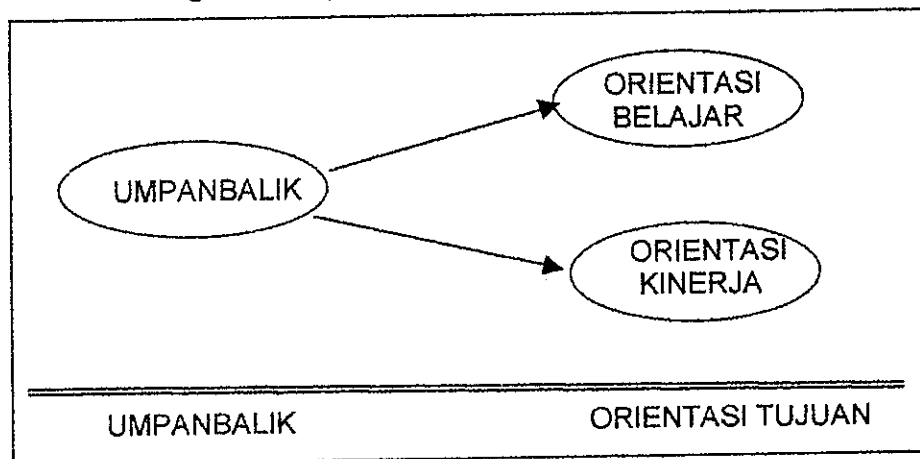 ORIENTASI
BELAJAR
UMPANBALIK
ORIENTASI
KINERJA
UMPANBALIK
ORIENTASI TUJUAN